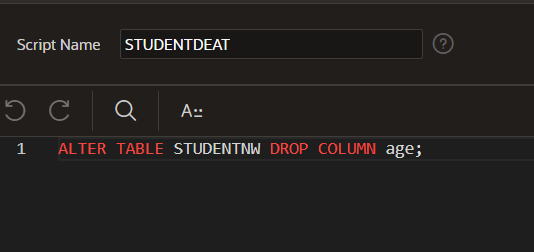 Script Name STUDENTDEAT ?
A::
1 ALTER TABLE STUDENTNW DROP COLUMN age;